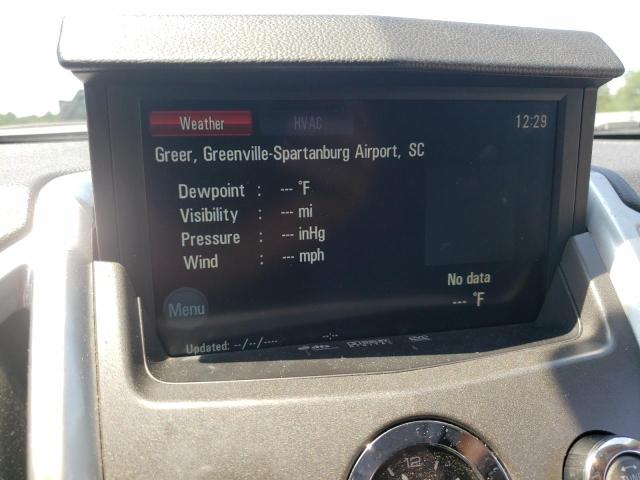 Weather HVAC 12:29
Greer, Greenville-Spartanburg Airport, SC
Dewpoint : --- °F
Visibility : --- mi
Pressure : --- inHg
Wind : --- mph
No data
--- °F
Menu
Updated: --/--/---- --:--
12